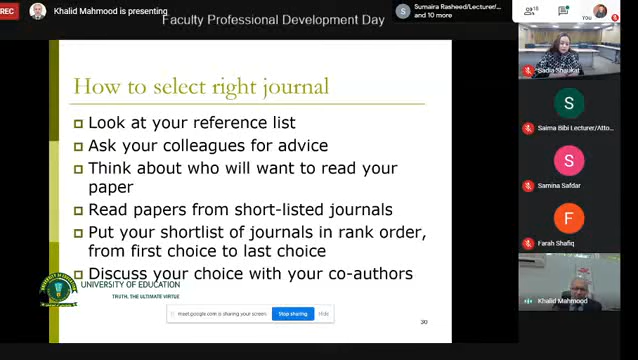 REC
Khalid Mahmood is presenting
Faculty Professional Development Day
Sumaira Rasheed/Lecturer/...
and 10 more
18
You
How to select right journal
Look at your reference list
Ask your colleagues for advice
Think about who will want to read your
paper
Read papers from short-listed journals
Put your shortlist of journals in rank order,
from first choice to last choice
Discuss your choice with your co-authors
UNIVERSITY OF EDUCATION
TRUTH, THE ULTIMATE VIRTUE
meet.google.com is sharing your screen.
Stop sharing
Hide
30
Sadia Shaukat
S
Saima Bibi Lecturer/Atto...
S
Samina Safdar
F
Farah Shafiq
Khalid Mahmood